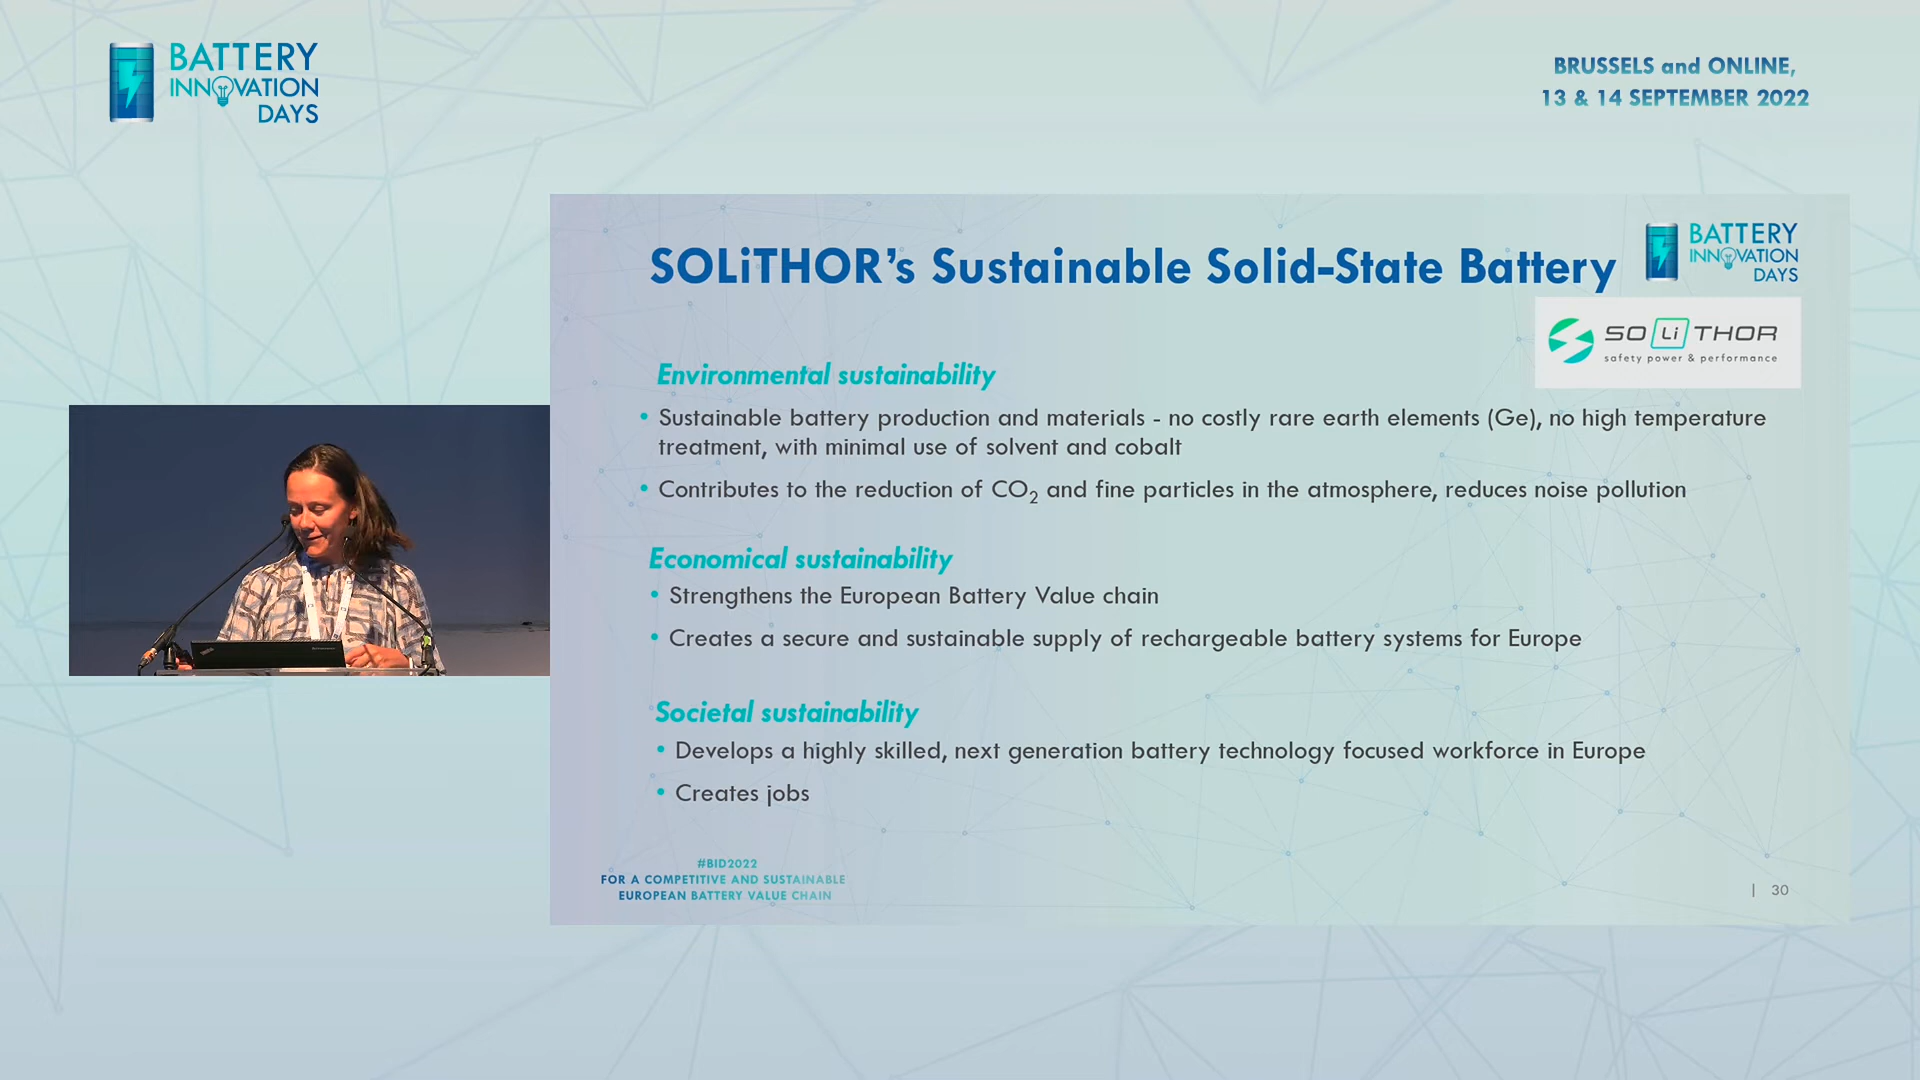 BATTERY
INNOVATION
DAYS
BRUSSELS and ONLINE,
13 & 14 SEPTEMBER 2022
SOLiTHOR’s Sustainable Solid-State Battery
BATTERY
INNOVATION
DAYS
SO Li THOR
safety power & performance
Environmental sustainability
• Sustainable battery production and materials - no costly rare earth elements (Ge), no high temperature
treatment, with minimal use of solvent and cobalt
• Contributes to the reduction of CO₂ and fine particles in the atmosphere, reduces noise pollution
Economical sustainability
• Strengthens the European Battery Value chain
• Creates a secure and sustainable supply of rechargeable battery systems for Europe
Societal sustainability
• Develops a highly skilled, next generation battery technology focused workforce in Europe
• Creates jobs
#BID2022
FOR A COMPETITIVE AND SUSTAINABLE
EUROPEAN BATTERY VALUE CHAIN
| 30